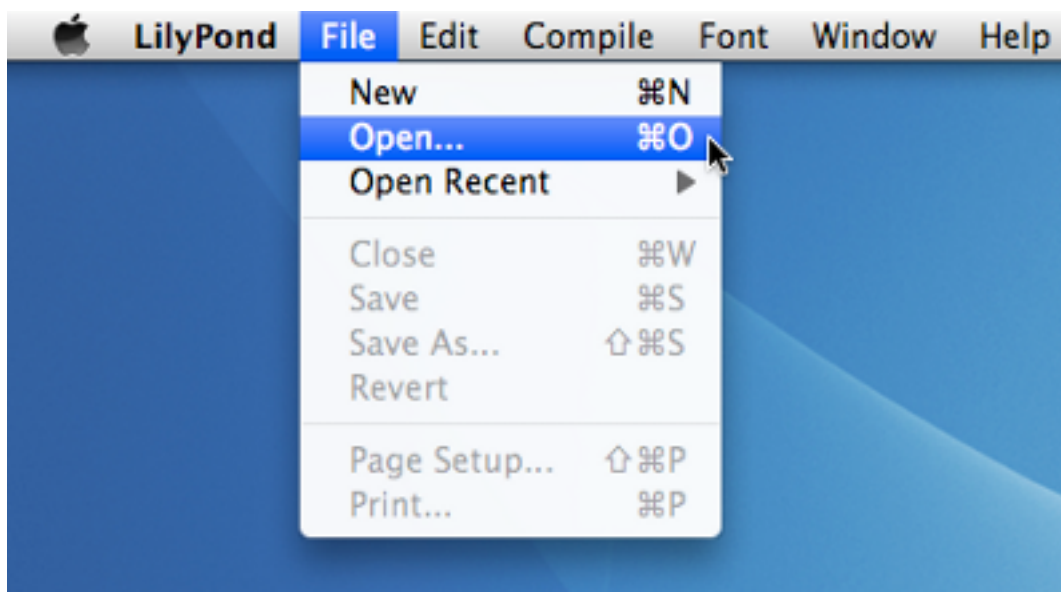 LilyPond File Edit Compile Font Window Help
New ⌘N
Open... ⌘O
Open Recent ▶
Close ⌘W
Save ⌘S
Save As... ⇧⌘S
Revert
Page Setup... ⇧⌘P
Print... ⌘P